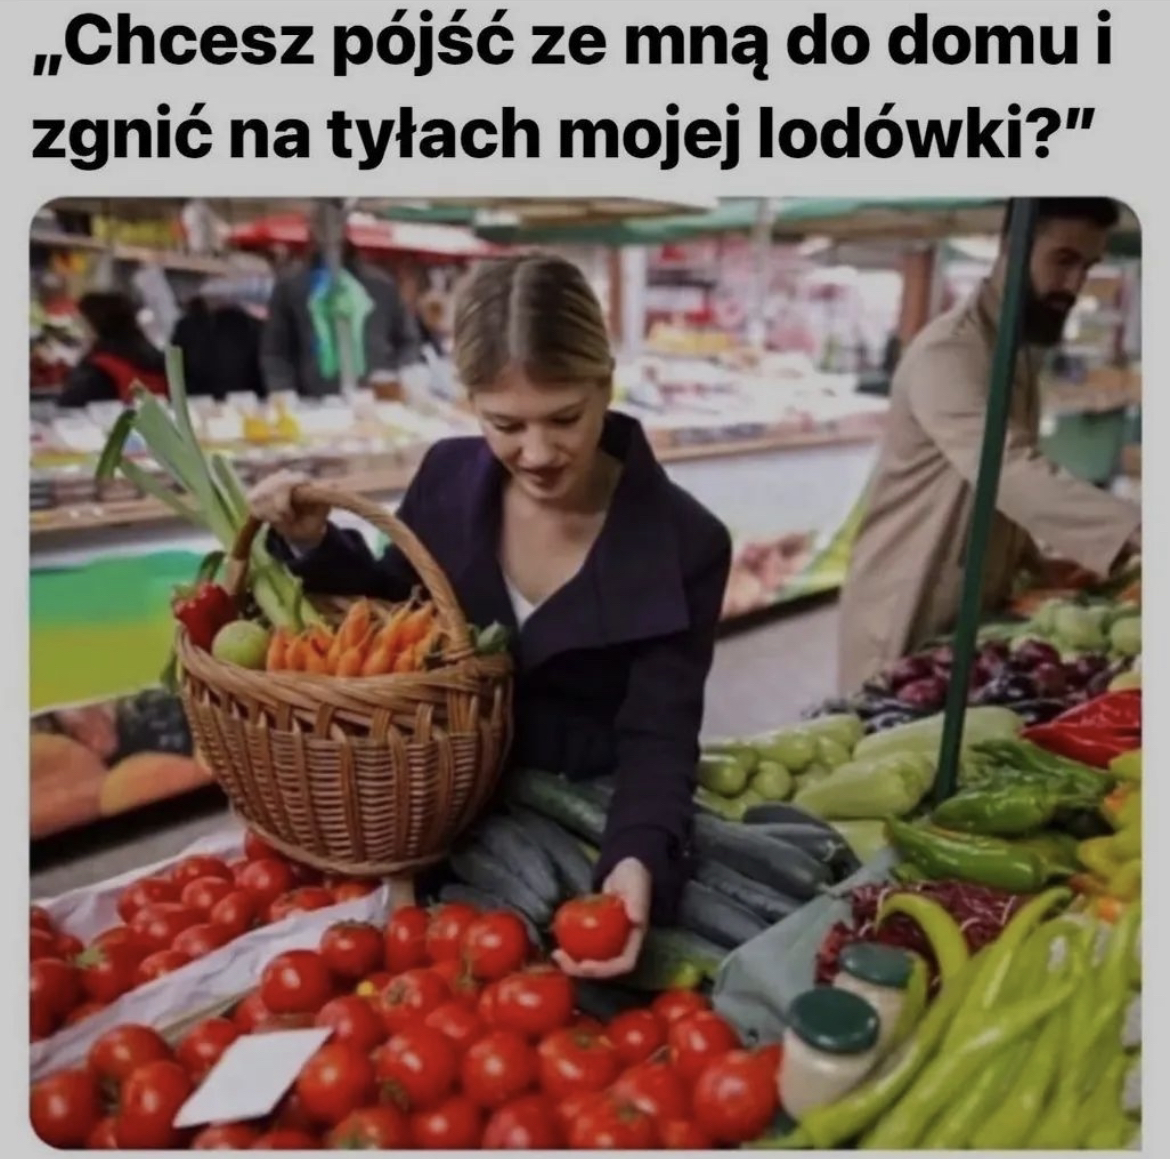 „Chcesz pójść ze mną do domu i
zgnić na tyłach mojej lodówki?”